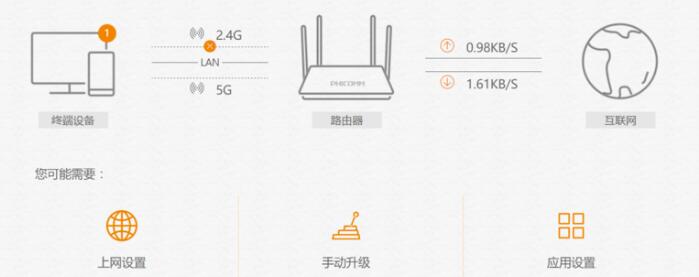 1
2.4G
LAN
5G
PHICOMM
0.98KB/S
1.61KB/S
终端设备
路由器
互联网
您可能需要：
上网设置
手动升级
应用设置